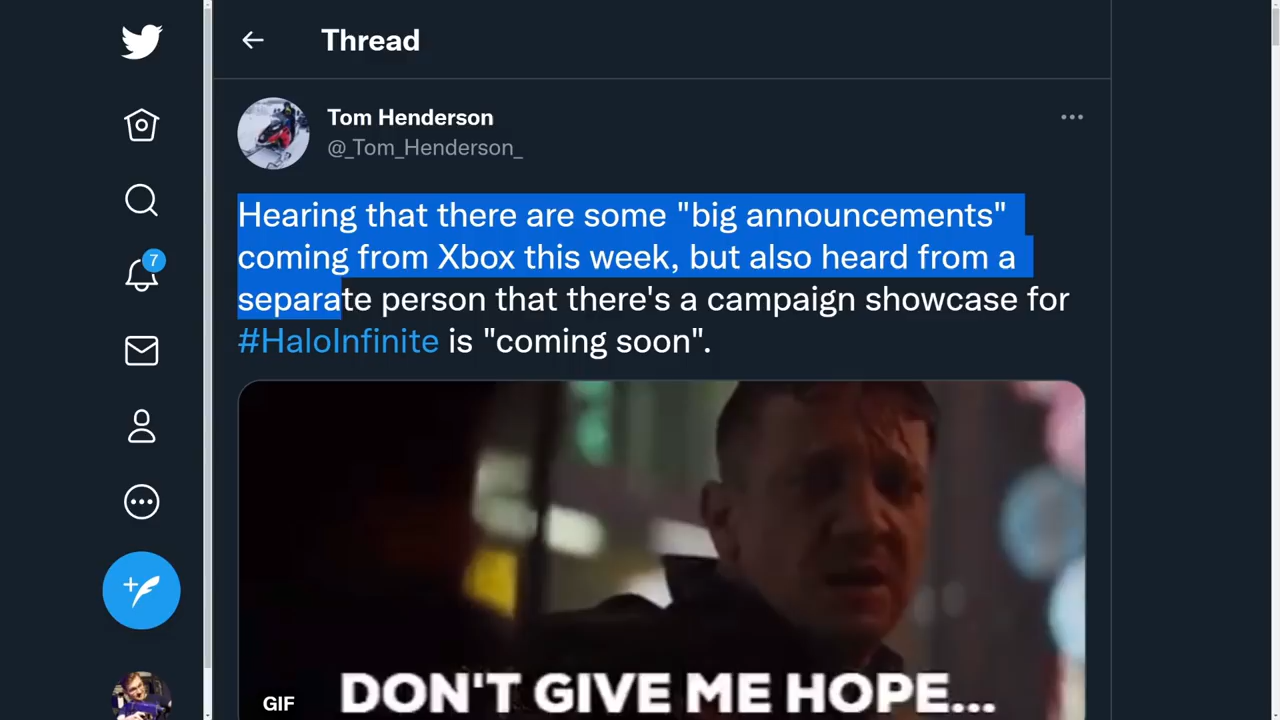 Thread
Tom Henderson
@_Tom_Henderson_
Hearing that there are some "big announcements"
coming from Xbox this week, but also heard from a
separate person that there's a campaign showcase for
#HaloInfinite is "coming soon".
7
DON'T GIVE ME HOPE...
GIF